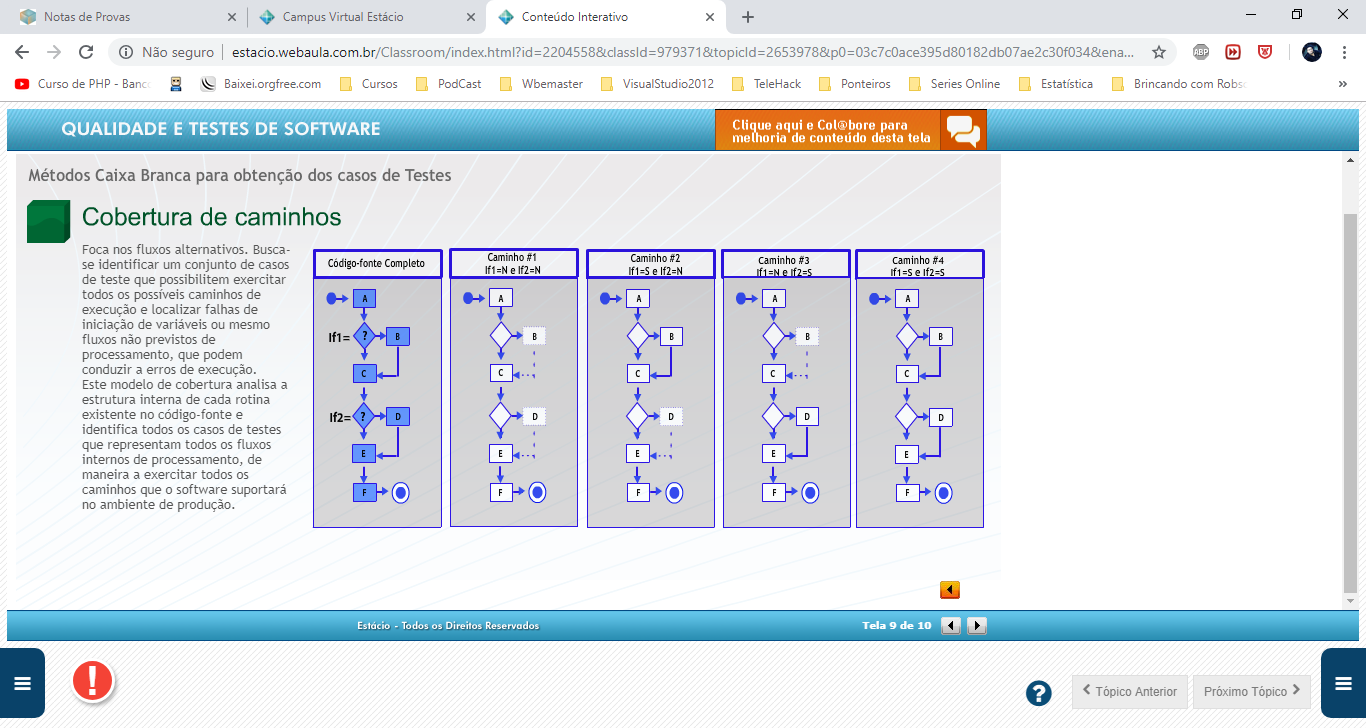 Notas de Provas
Campus Virtual Estácio
Conteúdo Interativo
Não seguro
estacio.webaula.com.br/Classroom/index.html?id=2204558&classId=979371&topicId=2653978&p0=03c7c0ace395d80182db07ae2c30f034&ena...
ABP
Curso de PHP - Banco
Baixei.orgfree.com
Cursos
PodCast
Wbemaster
VisualStudio2012
TeleHack
Ponteiros
Series Online
Estatística
Brincando com Robso
»
QUALIDADE E TESTES DE SOFTWARE
Clique aqui e Col@bore para
melhoria de conteúdo desta tela
Métodos Caixa Branca para obtenção dos casos de Testes
Cobertura de caminhos
Foca nos fluxos alternativos. Busca-
se identificar um conjunto de casos
de teste que possibilitem exercitar
todos os possíveis caminhos de
execução e localizar falhas de
iniciação de variáveis ou mesmo
fluxos não previstos de
processamento, que podem
conduzir a erros de execução.
Este modelo de cobertura analisa a
estrutura interna de cada rotina
existente no código-fonte e
identifica todos os casos de testes
que representam todos os fluxos
internos de processamento, de
maneira a exercitar todos os
caminhos que o software suportará
no ambiente de produção.
Código-fonte Completo
A
If1=
?
B
C
If2=
?
D
E
F
Caminho #1
If1=N e If2=N
A
B
C
D
E
F
Caminho #2
If1=S e If2=N
A
B
C
D
E
F
Caminho #3
If1=N e If2=S
A
B
C
D
E
F
Caminho #4
If1=S e If2=S
A
B
C
D
E
F
Estácio - Todos os Direitos Reservados
Tela 9 de 10
!
?
Tópico Anterior
Próximo Tópico